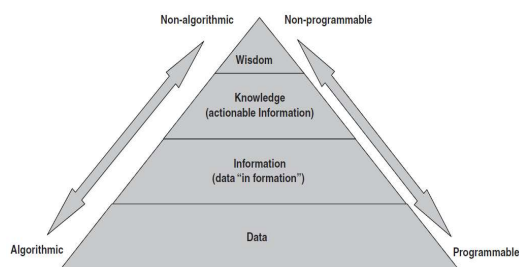 Non-algorithmic
Non-programmable
Wisdom
Knowledge
(actionable Information)
Information
(data “in formation”)
Data
Algorithmic
Programmable